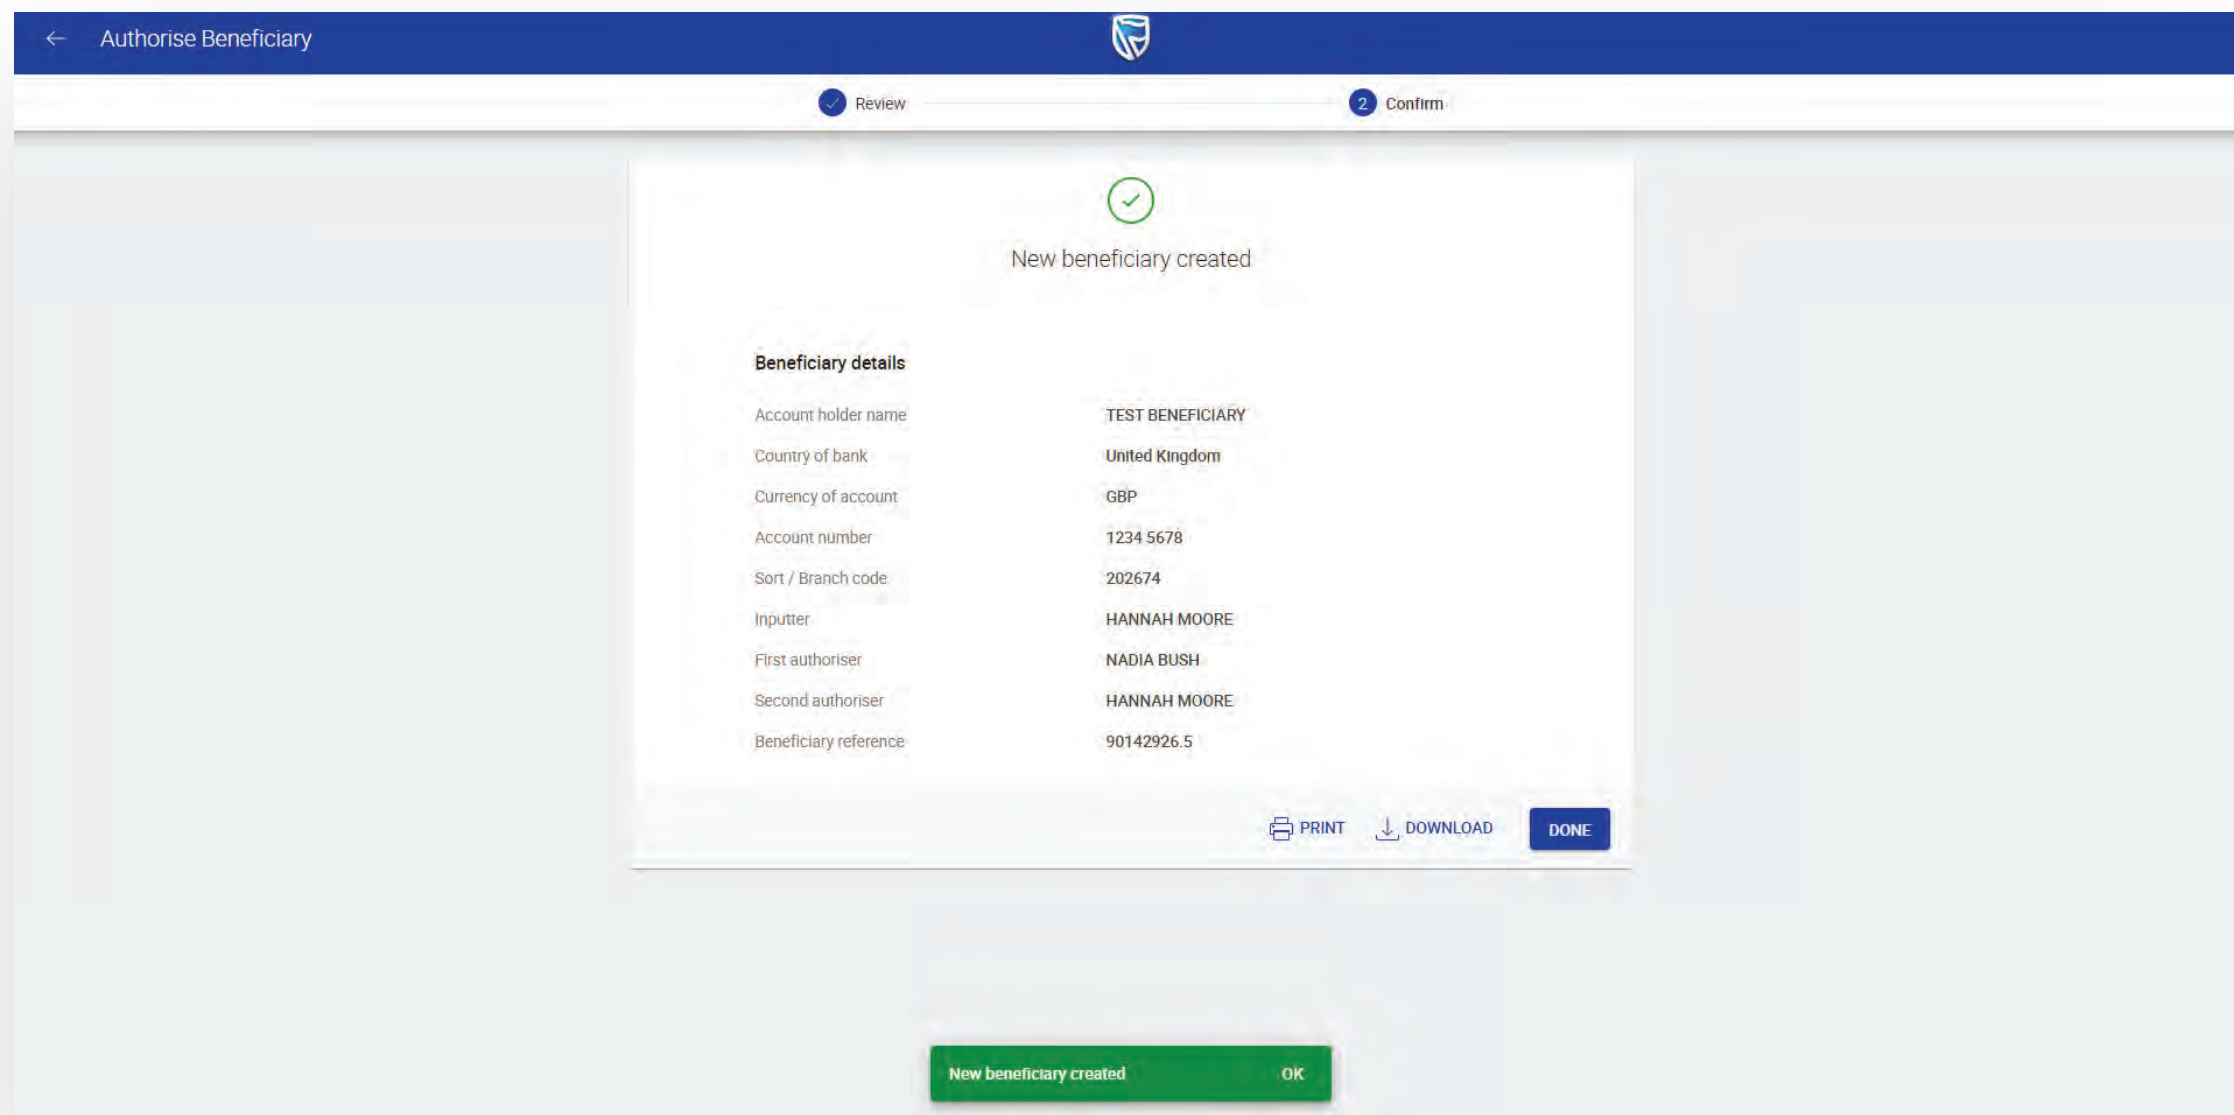 Authorise Beneficiary
Review
2 Confirm
New beneficiary created
Beneficiary details
Account holder name TEST BENEFICIARY
Country of bank United Kingdom
Currency of account GBP
Account number 1234 5678
Sort / Branch code 202674
Inputter HANNAH MOORE
First authoriser NADIA BUSH
Second authoriser HANNAH MOORE
Beneficiary reference 90142926.5
PRINT DOWNLOAD DONE
New beneficiary created OK